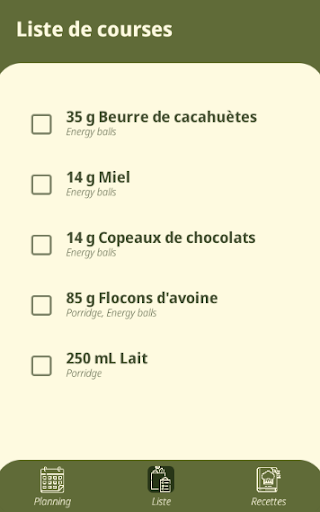 Liste de courses
35 g Beurre de cacahuètes
Energy balls
14 g Miel
Energy balls
14 g Copeaux de chocolats
Energy balls
85 g Flocons d'avoine
Porridge, Energy balls
250 mL Lait
Porridge
Planning
Liste
Recettes